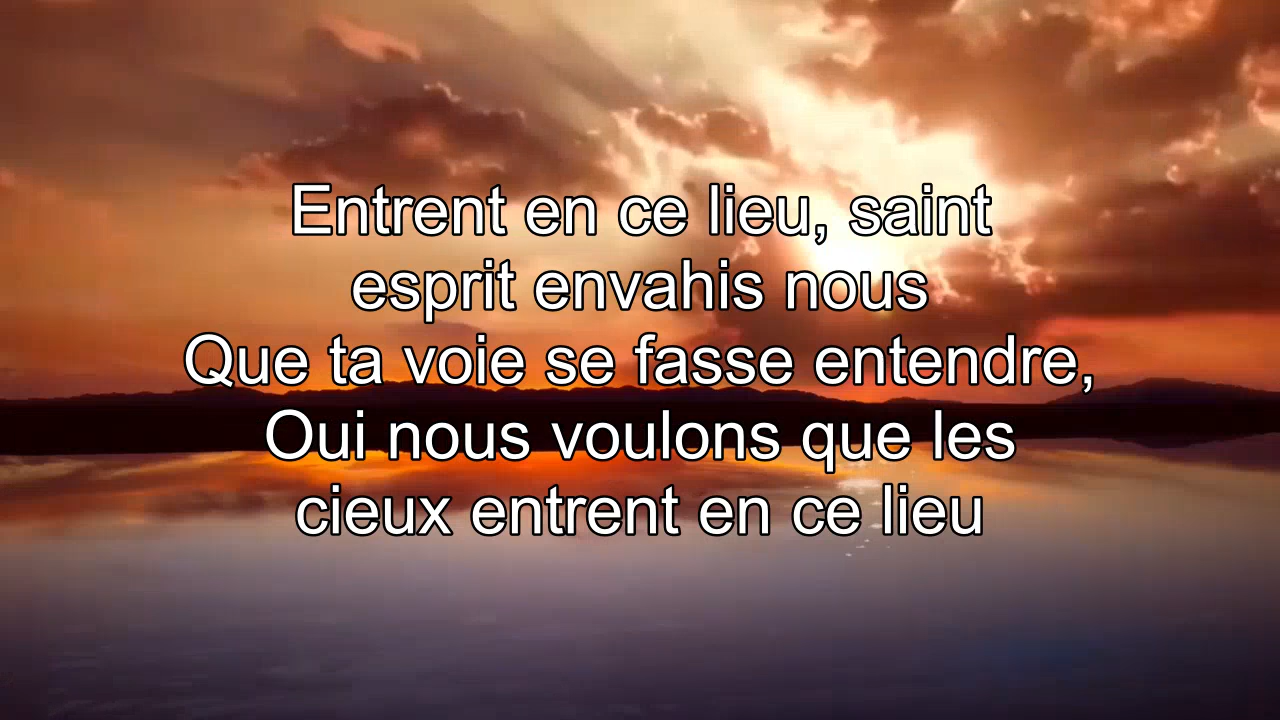 Entrent en ce lieu, saint
esprit envahis nous
Que ta voie se fasse entendre,
Oui nous voulons que les
cieux entrent en ce lieu